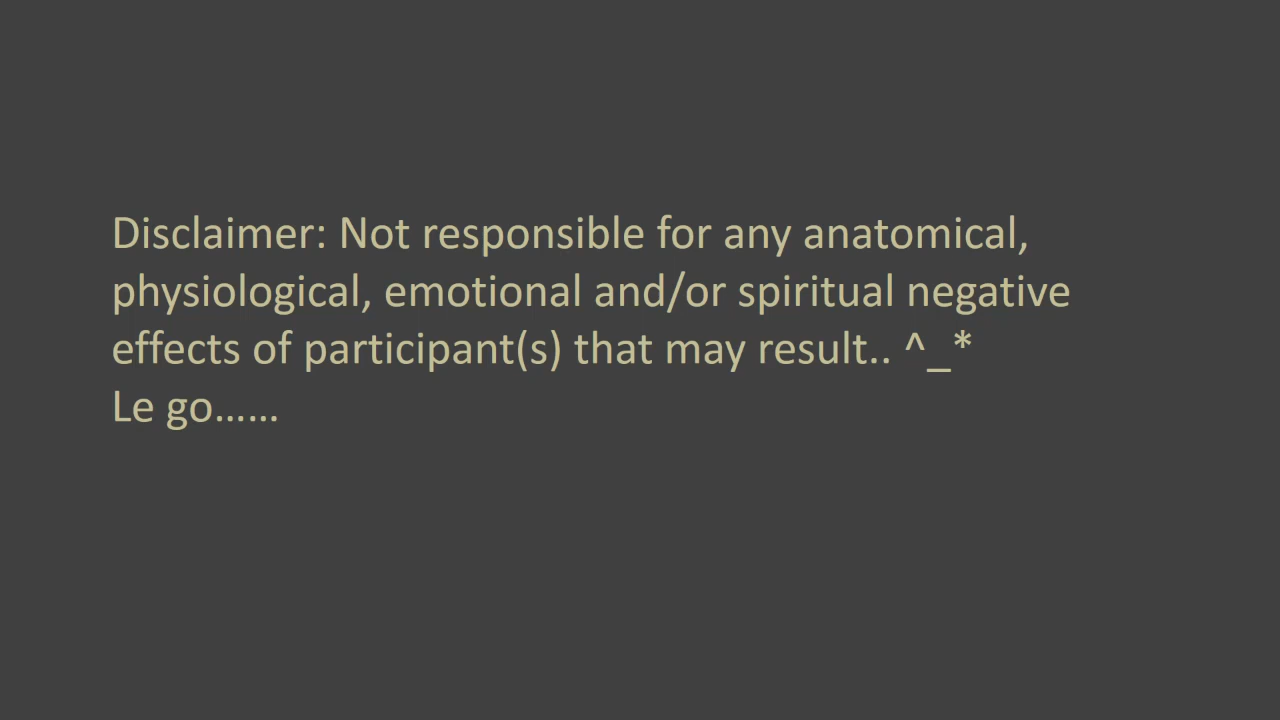 Disclaimer: Not responsible for any anatomical,
physiological, emotional and/or spiritual negative
effects of participant(s) that may result.. ^_*
Le go……